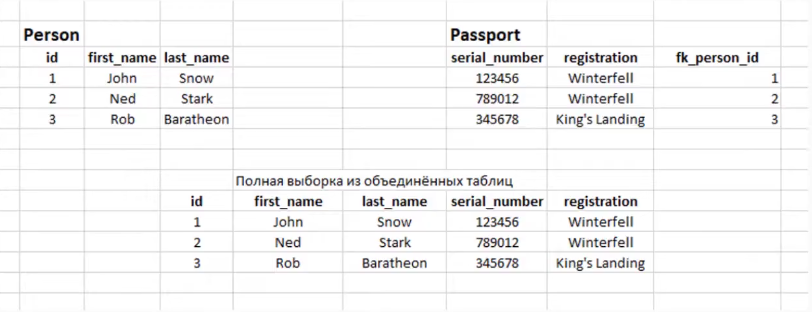 Person Passport
id first_name last_name serial_number registration fk_person_id
1 John Snow 123456 Winterfell 1
2 Ned Stark 789012 Winterfell 2
3 Rob Baratheon 345678 King's Landing 3
Полная выборка из объединённых таблиц
id first_name last_name serial_number registration
1 John Snow 123456 Winterfell
2 Ned Stark 789012 Winterfell
3 Rob Baratheon 345678 King's Landing